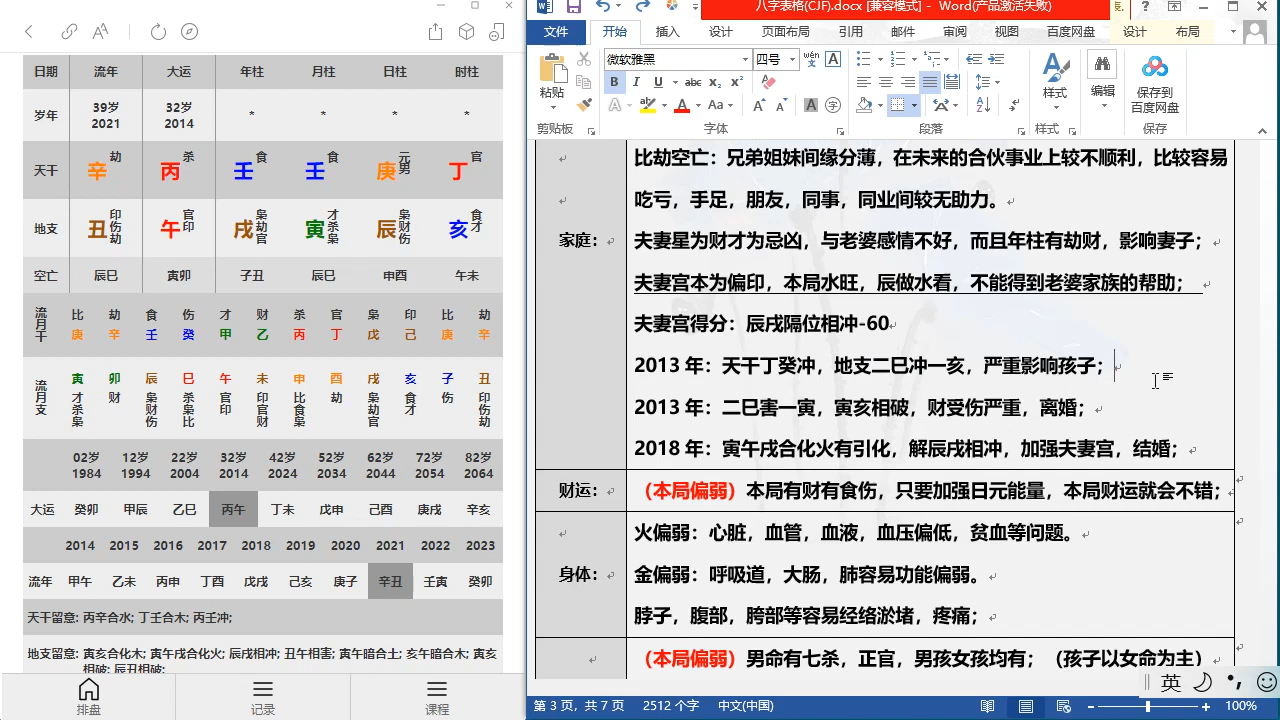 八字表格(CJF).docx [兼容模式] - Word(产品激活失败)
文件 开始 插入 设计 页面布局 引用 邮件 审阅 视图 百度网盘 设计 布局
微软雅黑 四号
粘贴 样式 编辑 保存到百度网盘
剪贴板 字体 段落 样式 保存
日期 流年 大运 年柱 月柱 日柱 时柱
岁年 39岁 2021 32岁 2014 * * * *
天干 辛 劫 丙 杀 壬 食 壬 食 庚 元男 丁 官
地支 丑 印伤劫 午 官印 戌 枭劫官 寅 才杀枭 辰 枭财伤 亥 食才
空亡 辰巳 寅卯 子丑 辰巳 申酉 午未
流月干 比 劫 食 伤 才 财 杀 官 枭 印 比 劫
庚 辛 壬 癸 甲 乙 丙 丁 戊 己 庚 辛
流月支 寅 卯 辰 巳 午 未 申 酉 戌 亥 子 丑
才杀枭 财 枭财伤 杀枭比 官印 印官财 比食枭 劫 枭劫官 食才 伤 印伤劫
02岁 12岁 22岁 32岁 42岁 52岁 62岁 72岁 82岁
1984 1994 2004 2014 2024 2034 2044 2054 2064
大运 癸卯 甲辰 乙巳 丙午 丁未 戊申 己酉 庚戌 辛亥
2014 2015 2016 2017 2018 2019 2020 2021 2022 2023
流年 甲午 乙未 丙申 丁酉 戊戌 己亥 庚子 辛丑 壬寅 癸卯
天干留意: 丙辛合水; 丁壬合木; 丙壬冲;
地支留意: 寅亥合化木; 寅午戌合化火; 辰戌相冲; 丑午相害; 寅午暗合土; 亥午暗合木; 寅亥
相破; 辰丑相破;
排盘 记录 课程
比劫空亡：兄弟姐妹间缘分薄，在未来的合伙事业上较不顺利，比较容易
吃亏，手足，朋友，同事，同业间较无助力。
家庭： 夫妻星为财才为忌凶，与老婆感情不好，而且年柱有劫财，影响妻子；
夫妻宫本为偏印，本局水旺，辰做水看，不能得到老婆家族的帮助；
夫妻宫得分：辰戌隔位相冲-60
2013 年：天干丁癸冲，地支二巳冲一亥，严重影响孩子；
2013 年：二巳害一寅，寅亥相破，财受伤严重，离婚；
2018 年：寅午戌合化火有引化，解辰戌相冲，加强夫妻宫，结婚；
财运： （本局偏弱）本局有财有食伤，只要加强日元能量，本局财运就会不错；
火偏弱：心脏，血管，血液，血压偏低，贫血等问题。
身体： 金偏弱：呼吸道，大肠，肺容易功能偏弱。
脖子，腹部，胯部等容易经络淤堵，疼痛；
（本局偏弱）男命有七杀，正官，男孩女孩均有；（孩子以女命为主）
英
第 3 页，共 7 页 2512 个字 中文(中国) 100%